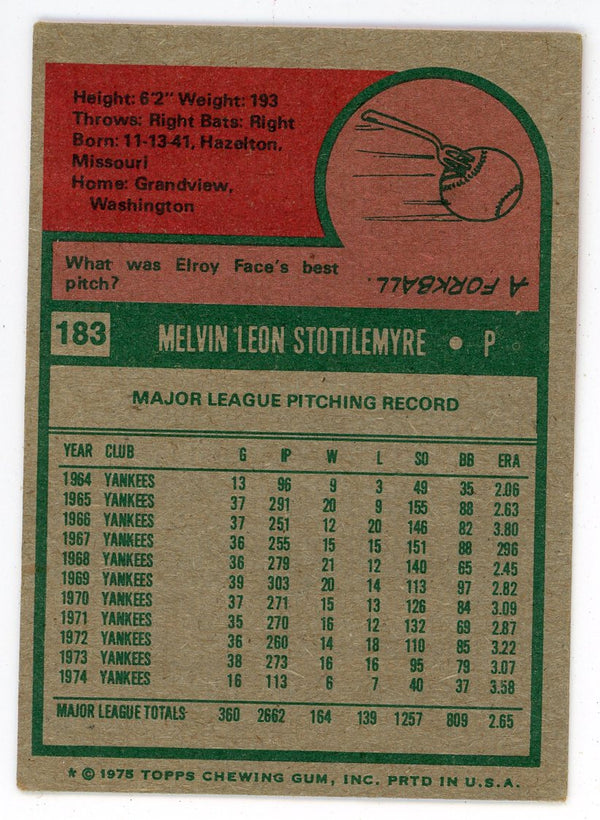 Height: 6'2" Weight: 193
Throws: Right Bats: Right
Born: 11-13-41, Hazelton,
Missouri
Home: Grandview,
Washington
What was Elroy Face's best
pitch?
A FORKBALL.
183 MELVIN LEON STOTTLEMYRE • P
MAJOR LEAGUE PITCHING RECORD
YEAR CLUB G IP W L SO BB ERA
1964 YANKEES 13 96 9 3 49 35 2.06
1965 YANKEES 37 291 20 9 155 88 2.63
1966 YANKEES 37 251 12 20 146 82 3.80
1967 YANKEES 36 255 15 15 151 88 296
1968 YANKEES 36 279 21 12 140 65 2.45
1969 YANKEES 39 303 20 14 113 97 2.82
1970 YANKEES 37 271 15 13 126 84 3.09
1971 YANKEES 35 270 16 12 132 69 2.87
1972 YANKEES 36 260 14 18 110 85 3.22
1973 YANKEES 38 273 16 16 95 79 3.07
1974 YANKEES 16 113 6 7 40 37 3.58
MAJOR LEAGUE TOTALS 360 2662 164 139 1257 809 2.65
* © 1975 TOPPS CHEWING GUM, INC. PRTD IN U.S.A.